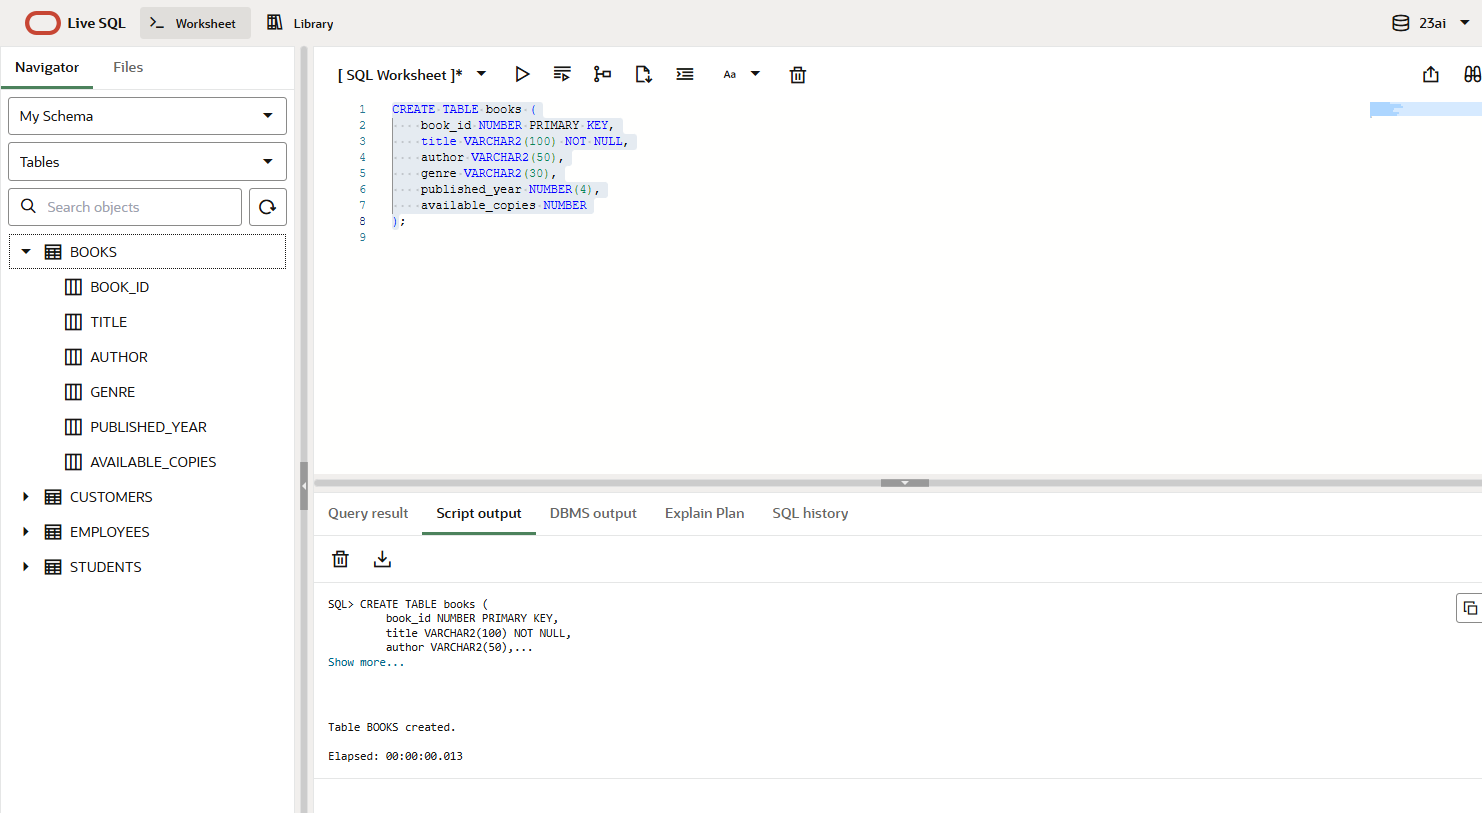 Live SQL
Worksheet
Library
23ai
Navigator
Files
My Schema
Tables
Search objects
BOOKS
BOOK_ID
TITLE
AUTHOR
GENRE
PUBLISHED_YEAR
AVAILABLE_COPIES
CUSTOMERS
EMPLOYEES
STUDENTS
[ SQL Worksheet ]*
Aa
1 CREATE TABLE books (
2 book_id NUMBER PRIMARY KEY,
3 title VARCHAR2(100) NOT NULL,
4 author VARCHAR2(50),
5 genre VARCHAR2(30),
6 published_year NUMBER(4),
7 available_copies NUMBER
8 );
9
Query result
Script output
DBMS output
Explain Plan
SQL history
SQL> CREATE TABLE books (
book_id NUMBER PRIMARY KEY,
title VARCHAR2(100) NOT NULL,
author VARCHAR2(50),...
Show more...
Table BOOKS created.
Elapsed: 00:00:00.013